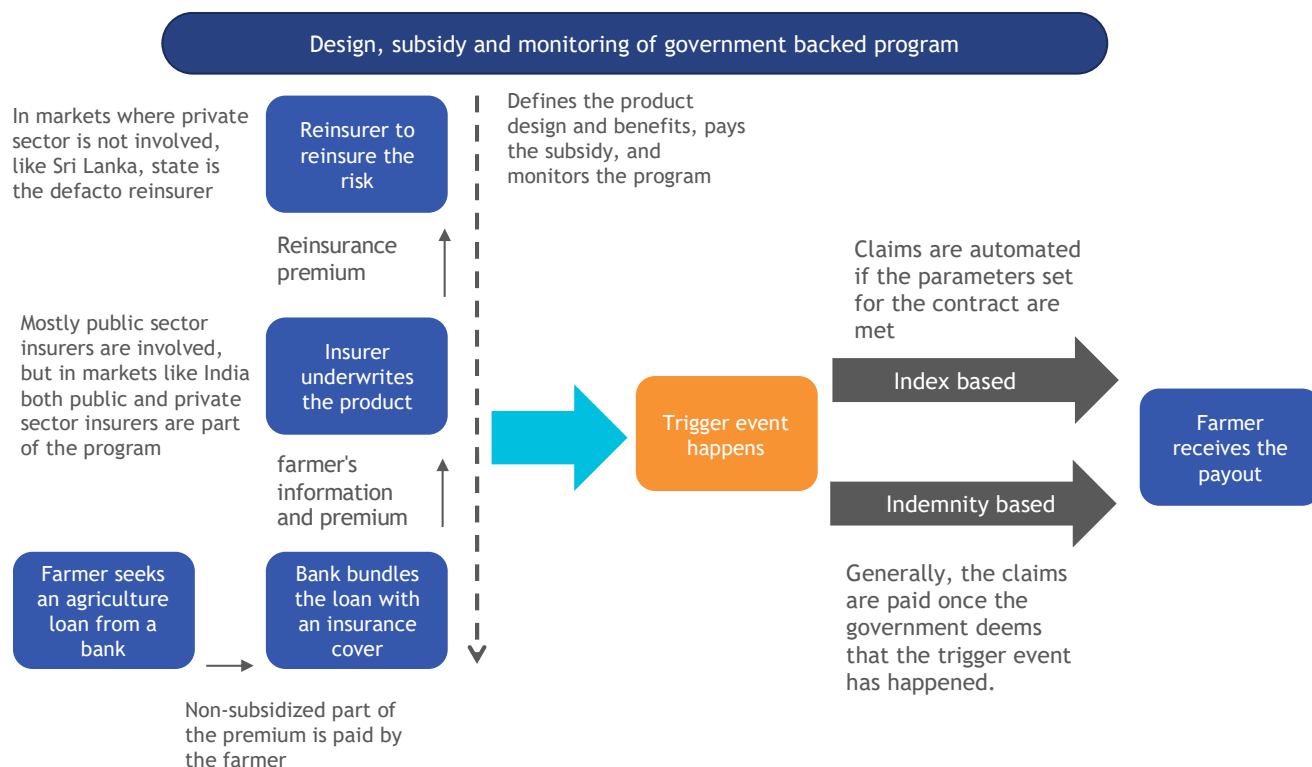 Design, subsidy and monitoring of government backed program
In markets where private
sector is not involved,
like Sri Lanka, state is
the defacto reinsurer
Reinsurer to
reinsure the
risk
Defines the product
design and benefits, pays
the subsidy, and
monitors the program
Reinsurance
premium
Mostly public sector
insurers are involved,
but in markets like India
both public and private
sector insurers are part
of the program
Insurer
underwrites
the product
farmer's
information
and premium
Farmer seeks
an agriculture
loan from a
bank
Bank bundles
the loan with
an insurance
cover
Non-subsidized part of
the premium is paid by
the farmer
Trigger event
happens
Claims are automated
if the parameters set
for the contract are
met
Index based
Indemnity based
Generally, the claims
are paid once the
government deems
that the trigger event
has happened.
Farmer
receives the
payout